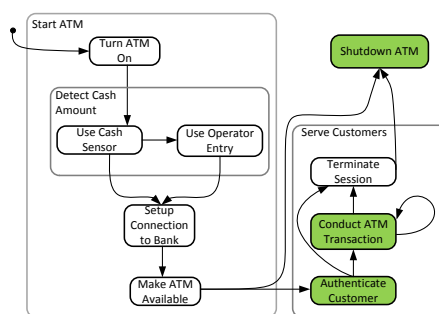 Start ATM
Turn ATM
On
Detect Cash
Amount
Use Cash
Sensor
Use Operator
Entry
Setup
Connection
to Bank
Make ATM
Available
Shutdown ATM
Serve Customers
Terminate
Session
Conduct ATM
Transaction
Authenticate
Customer